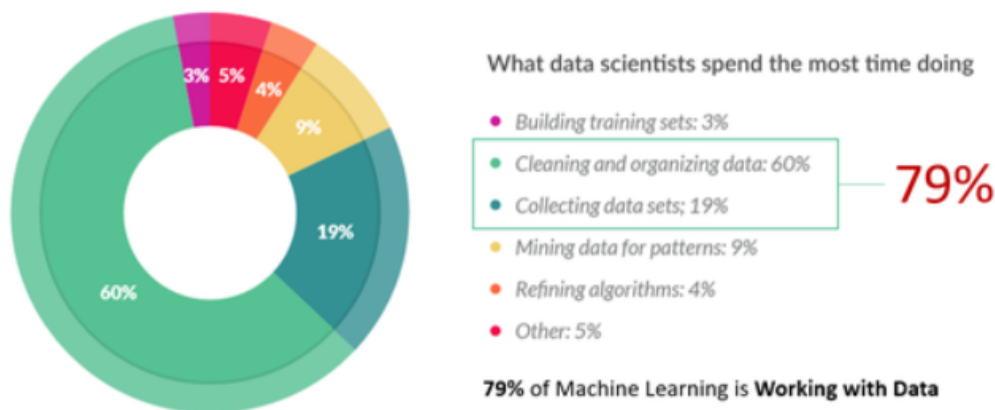 3%
5%
4%
9%
19%
60%
What data scientists spend the most time doing
Building training sets: 3%
Cleaning and organizing data: 60%
Collecting data sets; 19%
79%
Mining data for patterns: 9%
Refining algorithms: 4%
Other: 5%
79% of Machine Learning is Working with Data